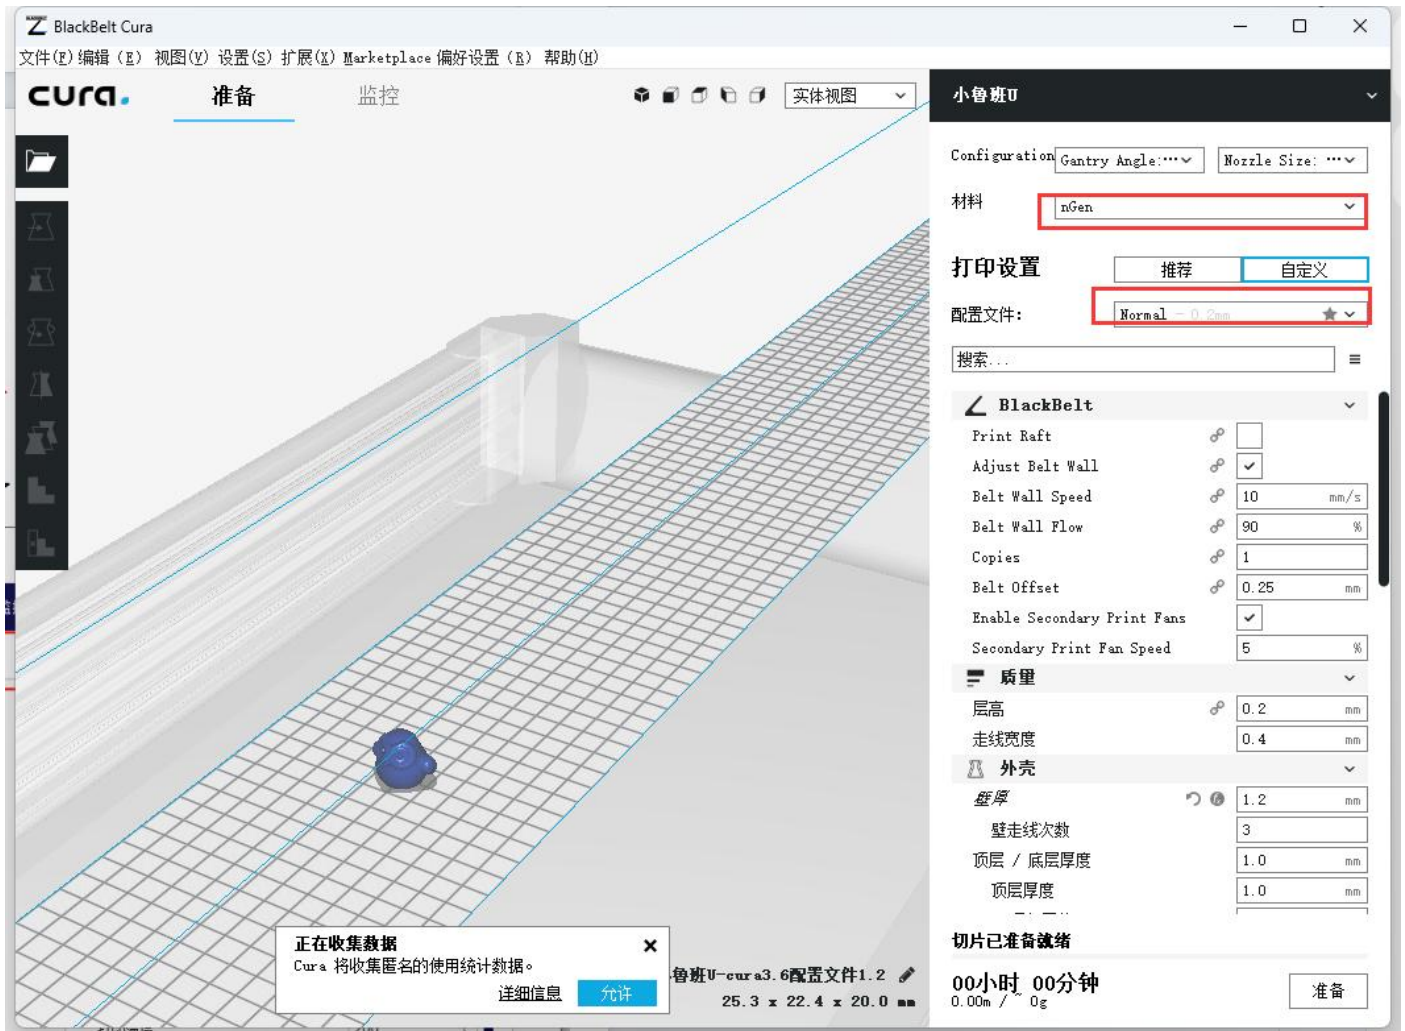 BlackBelt Cura
文件(F) 编辑 (E) 视图(V) 设置(S) 扩展(X) Marketplace 偏好设置 (R) 帮助(H)
cura. 准备 监控 实体视图
小鲁班U
Configuration Gantry Angle:··· Nozzle Size: ···
材料 nGen
打印设置 推荐 自定义
配置文件: Normal - 0.2mm
搜索...
BlackBelt
Print Raft
Adjust Belt Wall
Belt Wall Speed 10 mm/s
Belt Wall Flow 90 %
Copies 1
Belt Offset 0.25 mm
Enable Secondary Print Fans
Secondary Print Fan Speed 5 %
质量
层高 0.2 mm
走线宽度 0.4 mm
外壳
壁厚 1.2 mm
壁走线次数 3
顶层 / 底层厚度 1.0 mm
顶层厚度 1.0 mm
正在收集数据
Cura 将收集匿名的使用统计数据。
详细信息 允许
鲁班U-cura3.6配置文件1.2
25.3 x 22.4 x 20.0 mm
切片已准备就绪
00小时 00分钟
0.00m / ~ 0g
准备